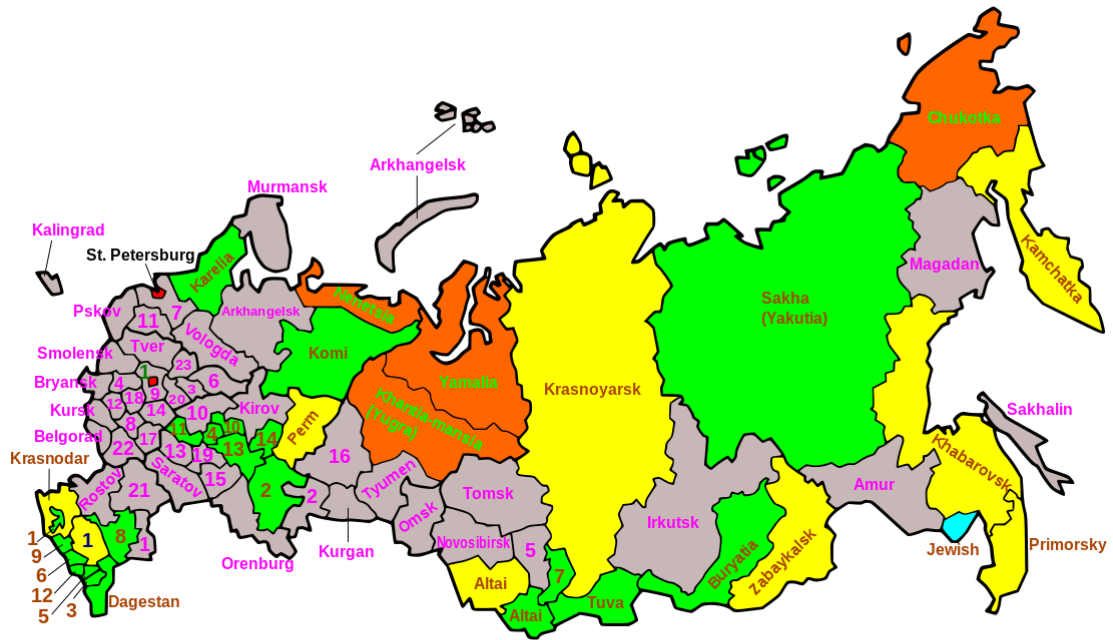 Chukotka
Arkhangelsk
Murmansk
Kalingrad
St. Petersburg
Karelia
Kamchatka
Magadan
Nenetsia
Sakha
(Yakutia)
Pskov
11
7
Arkhangelsk
Vologda
Smolensk
Tver
Komi
Yamalia
Krasnoyarsk
1
23
Bryansk
4
9
3
6
Khantia-mansia
(Yugra)
12
18
20
Kursk
14
10
Kirov
Perm
Sakhalin
8
11
4
10
Belgorad
17
14
Khabarovsk
22
13
19
13
16
Krasnodar
Saratov
15
Tyumen
Amur
Rostov
21
2
2
Tomsk
Omsk
Irkutsk
1
1
8
1
Novosibirsk
5
Kurgan
Orenburg
Jewish
Primorsky
9
6
12
5
3
Dagestan
Altai
7
Buryatia
Zabaykalsk
Altai
Tuva